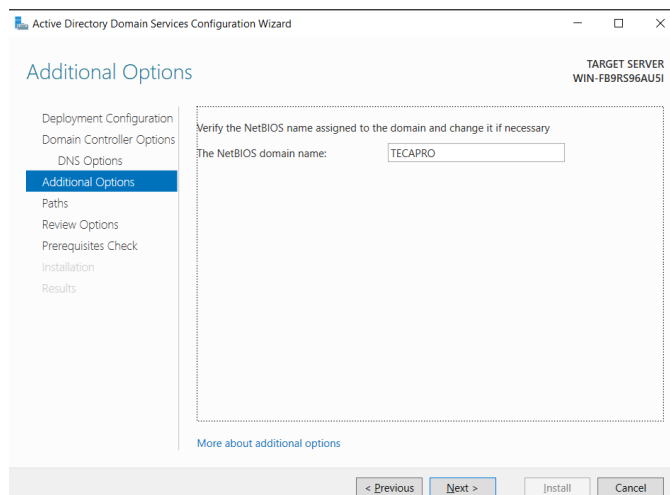 Active Directory Domain Services Configuration Wizard
Additional Options
TARGET SERVER
WIN-FB9RS96AU5I
Deployment Configuration
Domain Controller Options
DNS Options
Additional Options
Paths
Review Options
Prerequisites Check
Installation
Results
Verify the NetBIOS name assigned to the domain and change it if necessary
The NetBIOS domain name: TECAPRO
More about additional options
< Previous Next > Install Cancel